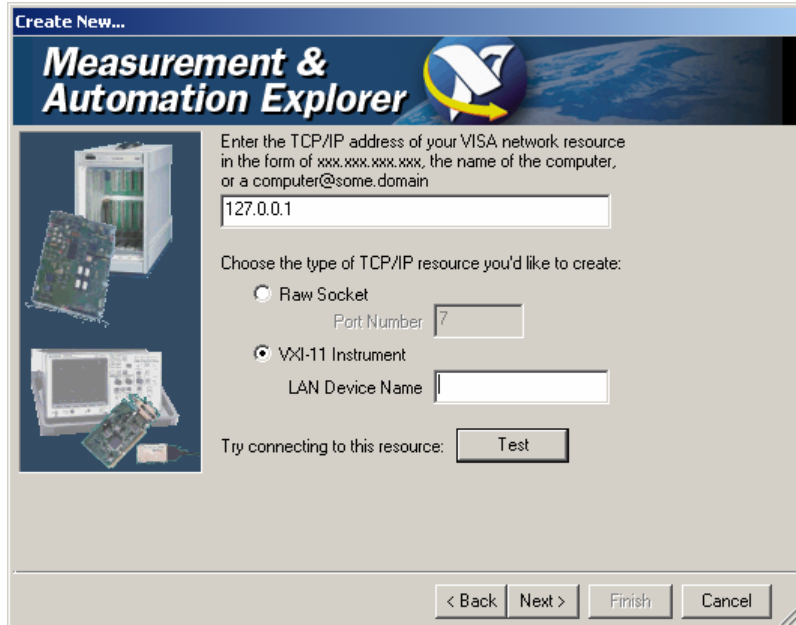 Create New...
Measurement &
Automation Explorer
Enter the TCP/IP address of your VISA network resource
in the form of xxx.xxx.xxx.xxx, the name of the computer,
or a computer@some.domain
127.0.0.1
Choose the type of TCP/IP resource you'd like to create:
Raw Socket
Port Number 7
VXI-11 Instrument
LAN Device Name
Try connecting to this resource: Test
< Back Next > Finish Cancel